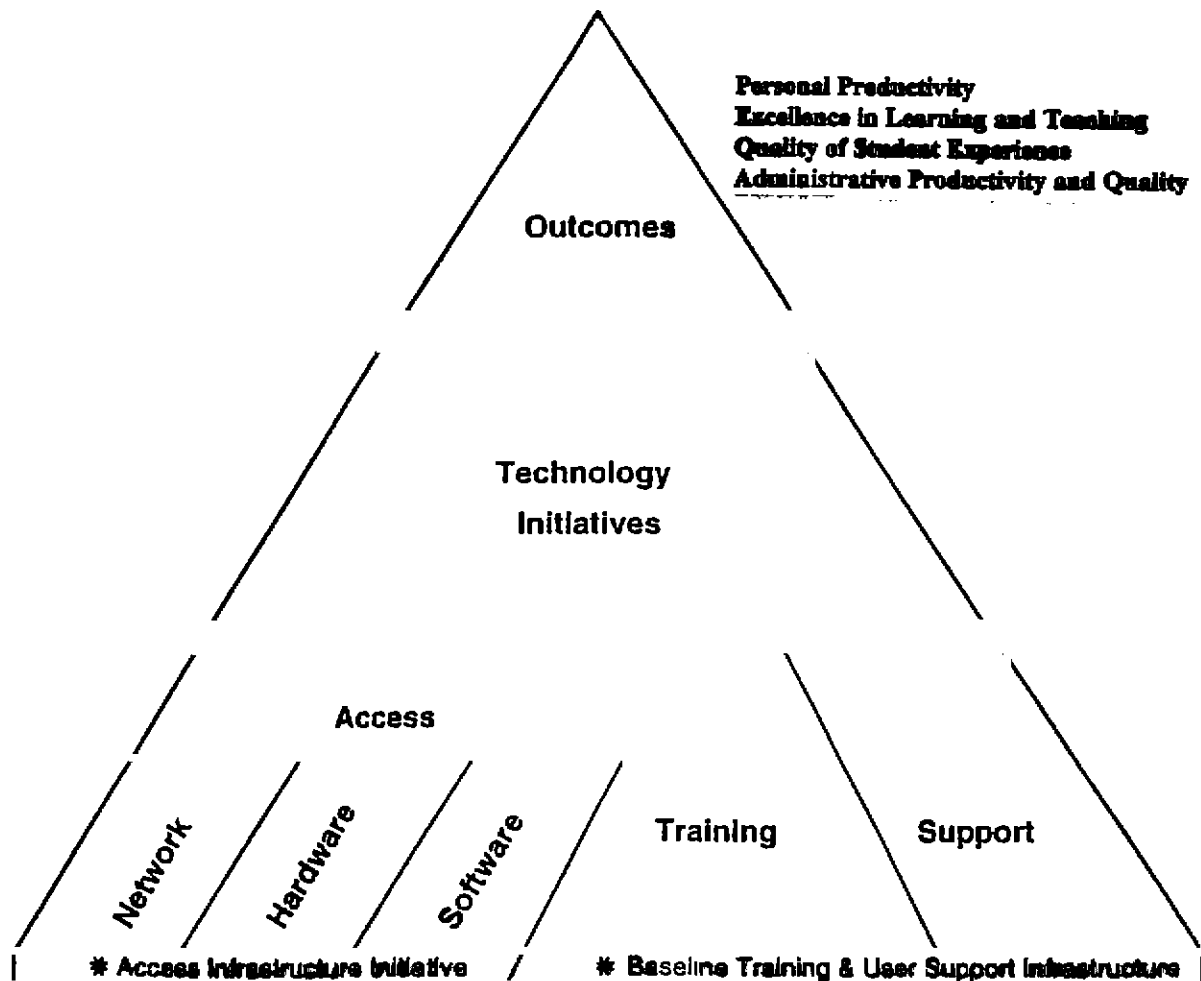 Personal Productivity
Excellence in Learning and Teaching
Quality of Student Experience
Administrative Productivity and Quality
Outcomes
Technology
Initiatives
Access
Network
Hardware
Software
Training
Support
* Access Infrastructure Initiative
* Baseline Training & User Support Infrastructure